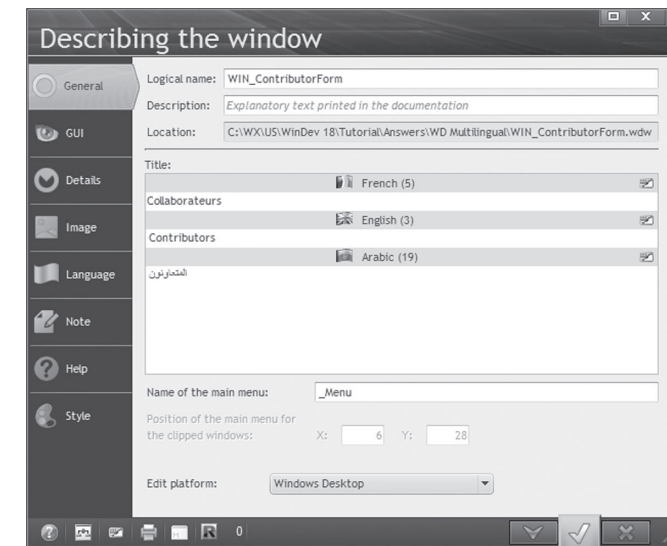 Describing the window
General
GUI
Details
Image
Language
Note
Help
Style
Logical name: WIN_ContributorForm
Description: Explanatory text printed in the documentation
Location: C:\WX\US\WinDev 18\Tutorial\Answers\WD Multilingual\WIN_ContributorForm.wdw
Title:
French (5)
Collaborateurs
English (3)
Contributors
Arabic (19)
المتعاونون
Name of the main menu: _Menu
Position of the main menu for
the clipped windows: X: 6 Y: 28
Edit platform: Windows Desktop
0